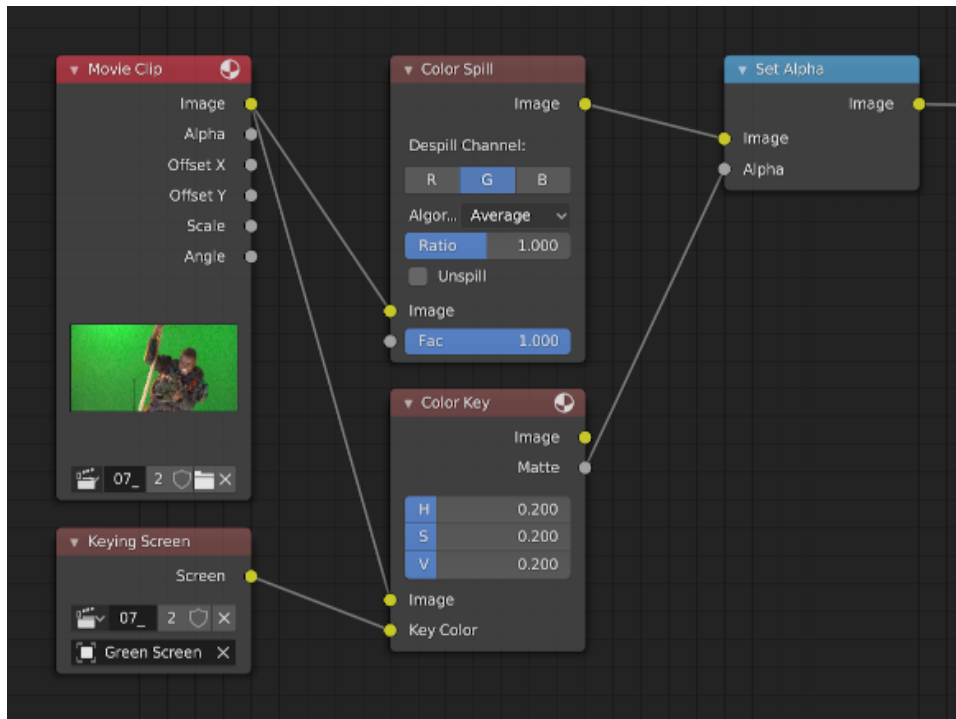 Movie Clip
Image
Alpha
Offset X
Offset Y
Scale
Angle
07_ 2
Keying Screen
Screen
07_ 2
Green Screen
Color Spill
Image
Despill Channel:
R G B
Algor... Average
Ratio 1.000
Unspill
Image
Fac 1.000
Color Key
Image
Matte
H 0.200
S 0.200
V 0.200
Image
Key Color
Set Alpha
Image
Image
Alpha